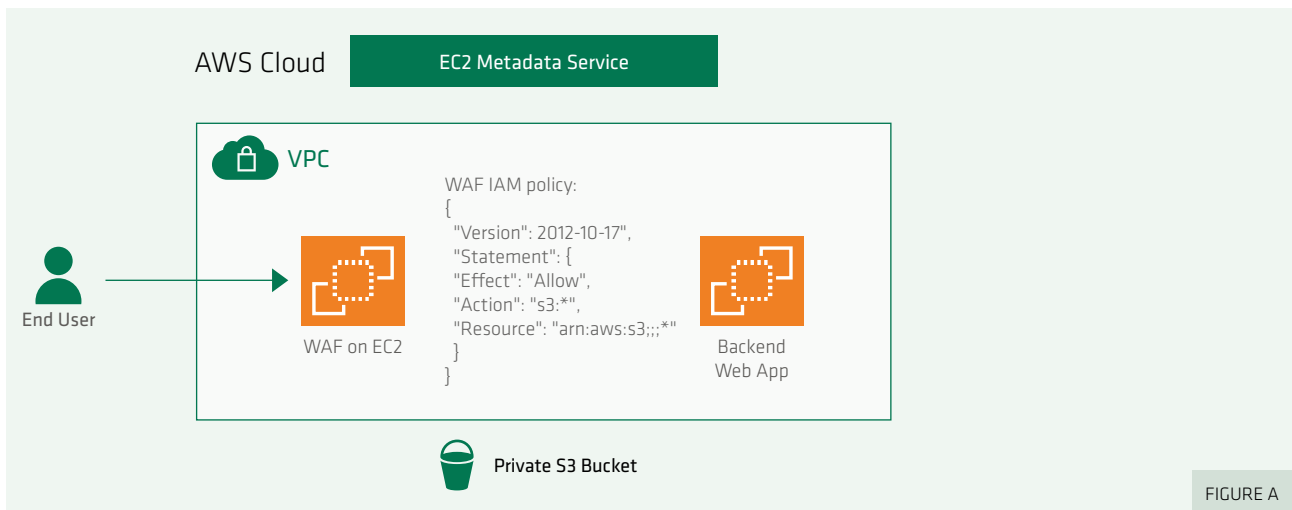 AWS Cloud
EC2 Metadata Service
VPC
WAF IAM policy:
{
"Version": 2012-10-17",
"Statement": {
"Effect": "Allow",
"Action": "s3:*",
"Resource": "arn:aws:s3;;;*"
}
}
End User
WAF on EC2
Backend
Web App
Private S3 Bucket
FIGURE A